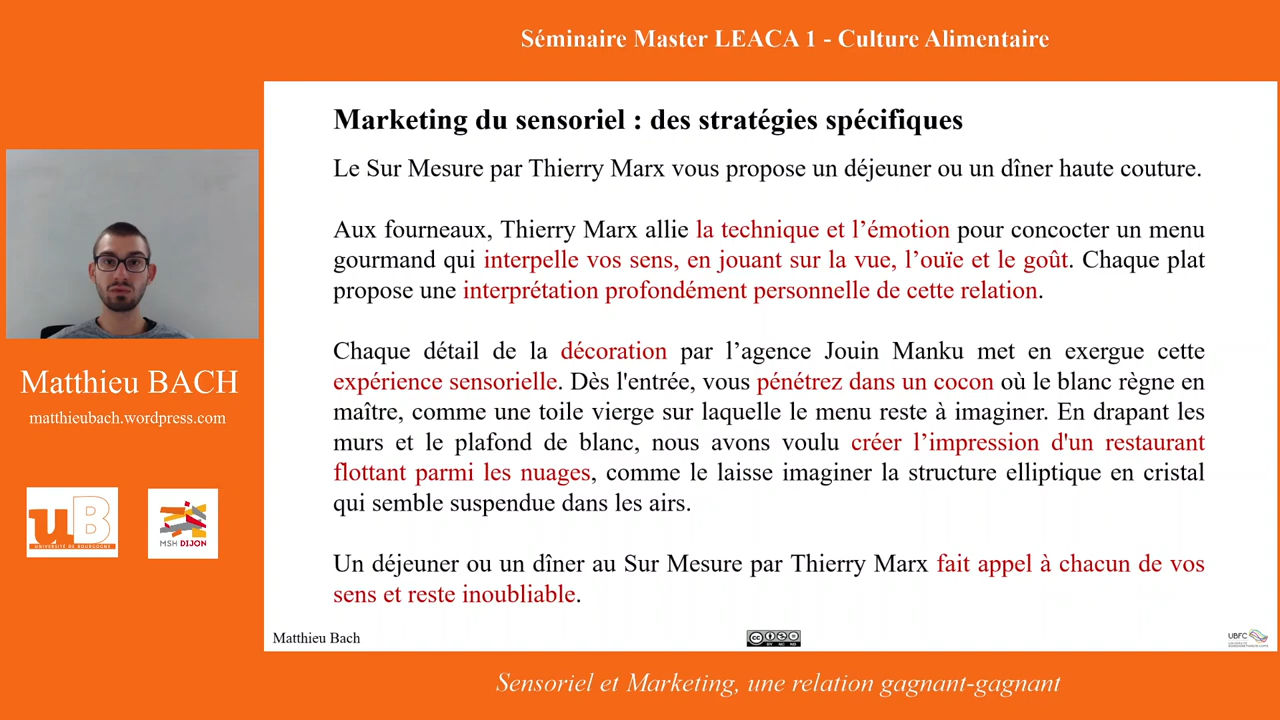 Séminaire Master LEACA 1 - Culture Alimentaire
Marketing du sensoriel : des stratégies spécifiques
Le Sur Mesure par Thierry Marx vous propose un déjeuner ou un dîner haute couture.
Aux fourneaux, Thierry Marx allie la technique et l’émotion pour concocter un menu
gourmand qui interpelle vos sens, en jouant sur la vue, l’ouïe et le goût. Chaque plat
propose une interprétation profondément personnelle de cette relation.
Chaque détail de la décoration par l’agence Jouin Manku met en exergue cette
expérience sensorielle. Dès l'entrée, vous pénétrez dans un cocon où le blanc règne en
maître, comme une toile vierge sur laquelle le menu reste à imaginer. En drapant les
murs et le plafond de blanc, nous avons voulu créer l’impression d'un restaurant
flottant parmi les nuages, comme le laisse imaginer la structure elliptique en cristal
qui semble suspendue dans les airs.
Un déjeuner ou un dîner au Sur Mesure par Thierry Marx fait appel à chacun de vos
sens et reste inoubliable.
Matthieu BACH
matthieubach.wordpress.com
uB
UNIVERSITÉ DE BOURGOGNE
MSH DIJON
Matthieu Bach
cc
BY NC ND
UBFC
Sensoriel et Marketing, une relation gagnant-gagnant